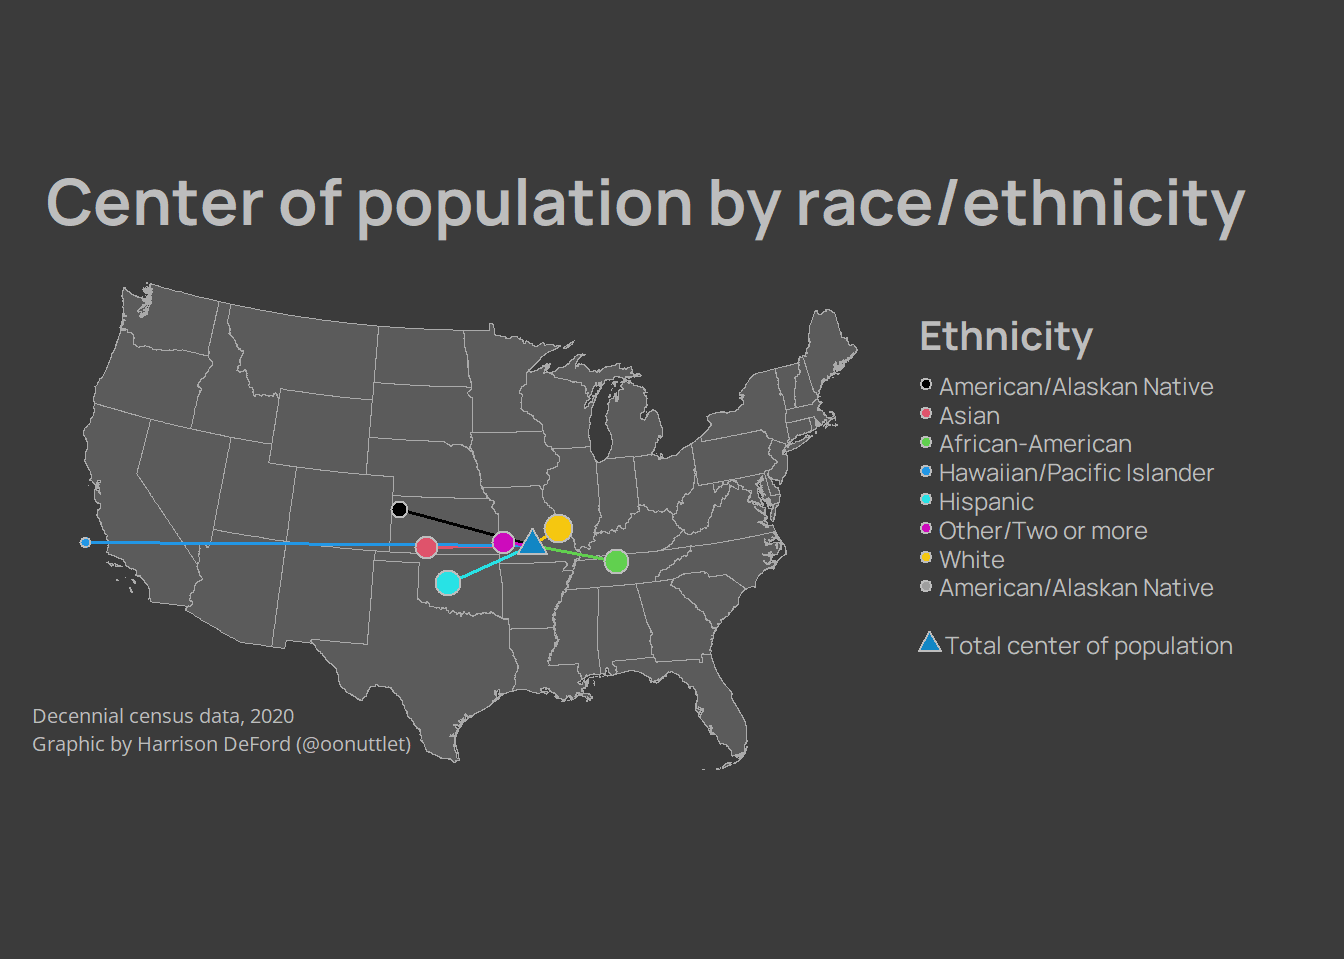 Center of population by race/ethnicity
Ethnicity
American/Alaskan Native
Asian
African-American
Hawaiian/Pacific Islander
Hispanic
Other/Two or more
White
American/Alaskan Native
Total center of population
Decennial census data, 2020
Graphic by Harrison DeFord (@oonuttlet)